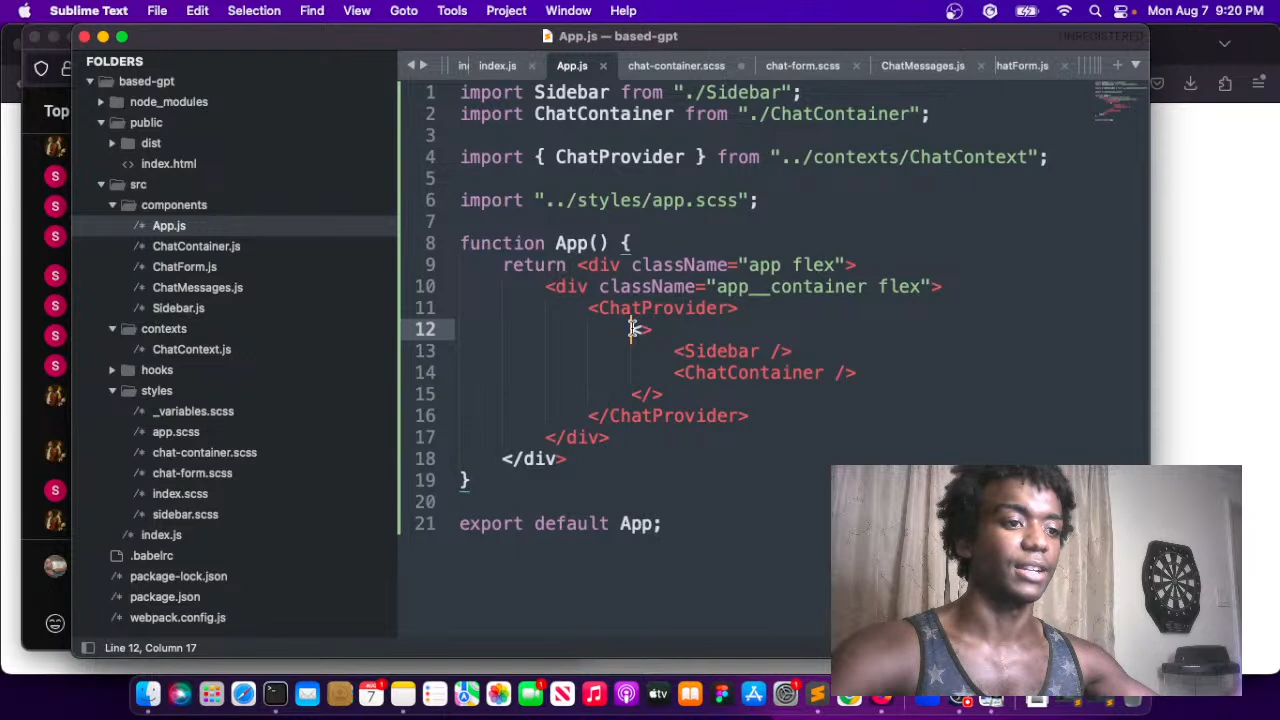 Sublime Text File Edit Selection Find View Goto Tools Project Window Help Mon Aug 7 9:20 PM
App.js — based-gpt UNREGISTERED
FOLDERS
based-gpt
node_modules
public
dist
index.html
src
components
App.js
ChatContainer.js
ChatForm.js
ChatMessages.js
Sidebar.js
contexts
ChatContext.js
hooks
styles
_variables.scss
app.scss
chat-container.scss
chat-form.scss
index.scss
sidebar.scss
index.js
.babelrc
package-lock.json
package.json
webpack.config.js
Top
S
S
S
S
S
S
S
in index.js App.js chat-container.scss chat-form.scss ChatMessages.js hatForm.js
1 import Sidebar from "./Sidebar";
2 import ChatContainer from "./ChatContainer";
3
4 import { ChatProvider } from "../contexts/ChatContext";
5
6 import "../styles/app.scss";
7
8 function App() {
9 return <div className="app flex">
10 <div className="app__container flex">
11 <ChatProvider>
12 <>
13 <Sidebar />
14 <ChatContainer />
15 </>
16 </ChatProvider>
17 </div>
18 </div>
19 }
20
21 export default App;
Line 12, Column 17